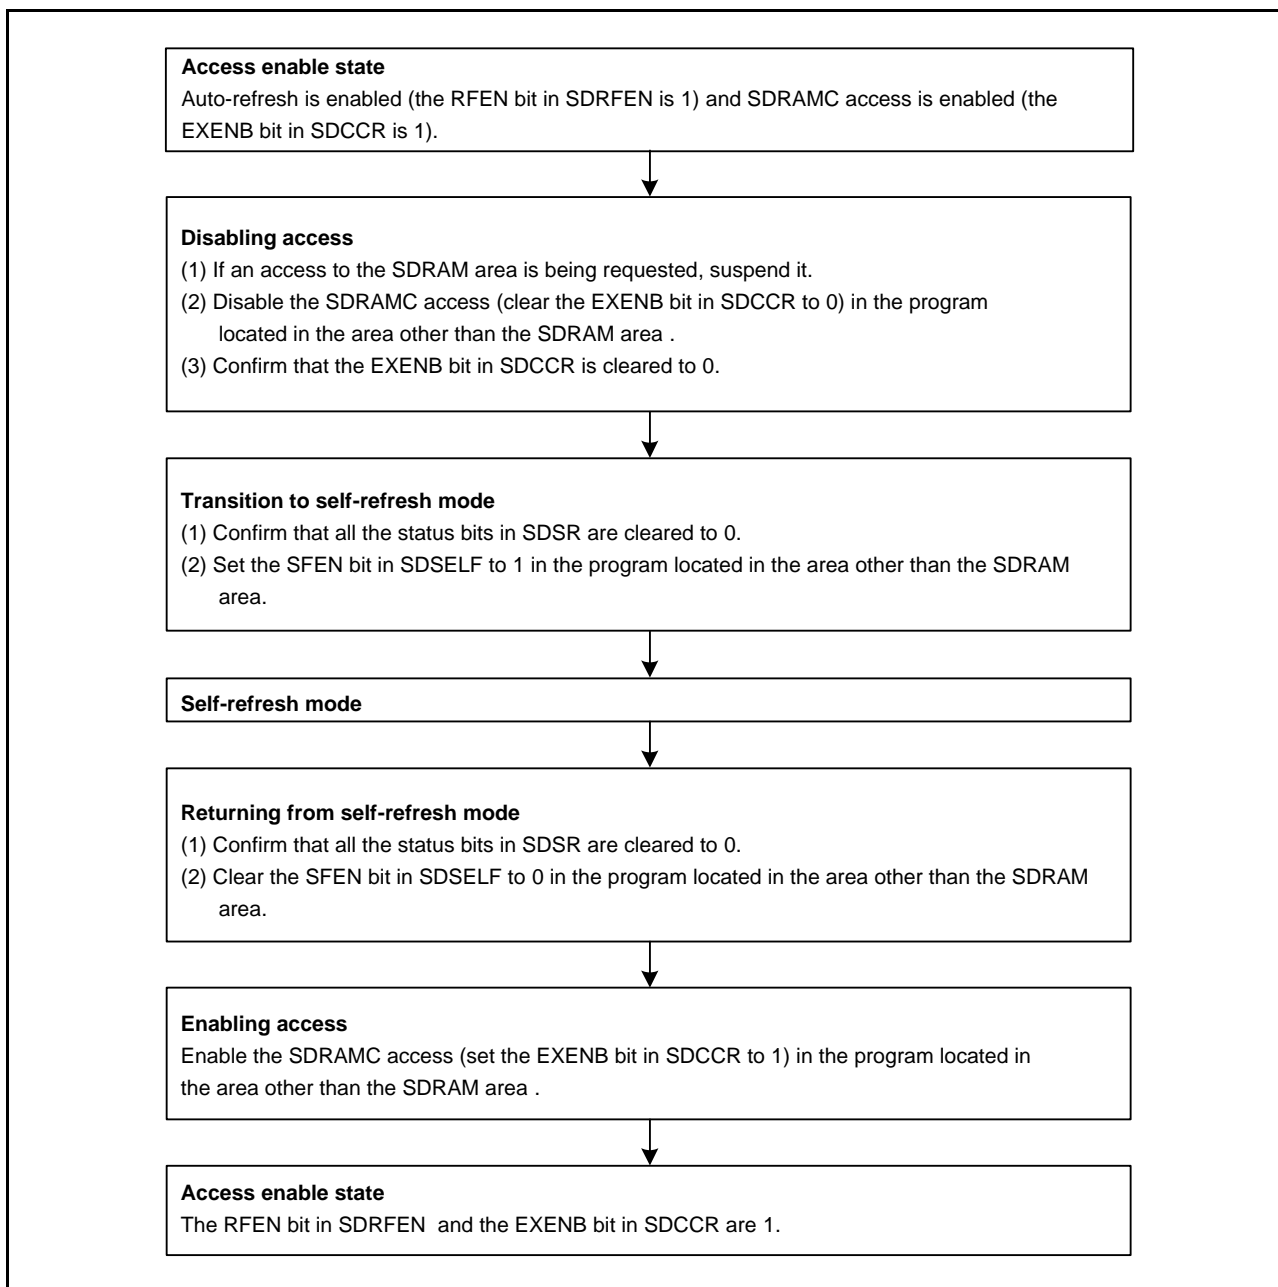 Access enable state
Auto-refresh is enabled (the RFEN bit in SDRFEN is 1) and SDRAMC access is enabled (the
EXENB bit in SDCCR is 1).
Disabling access
(1) If an access to the SDRAM area is being requested, suspend it.
(2) Disable the SDRAMC access (clear the EXENB bit in SDCCR to 0) in the program
located in the area other than the SDRAM area .
(3) Confirm that the EXENB bit in SDCCR is cleared to 0.
Transition to self-refresh mode
(1) Confirm that all the status bits in SDSR are cleared to 0.
(2) Set the SFEN bit in SDSELF to 1 in the program located in the area other than the SDRAM
area.
Self-refresh mode
Returning from self-refresh mode
(1) Confirm that all the status bits in SDSR are cleared to 0.
(2) Clear the SFEN bit in SDSELF to 0 in the program located in the area other than the SDRAM
area.
Enabling access
Enable the SDRAMC access (set the EXENB bit in SDCCR to 1) in the program located in
the area other than the SDRAM area .
Access enable state
The RFEN bit in SDRFEN  and the EXENB bit in SDCCR are 1.